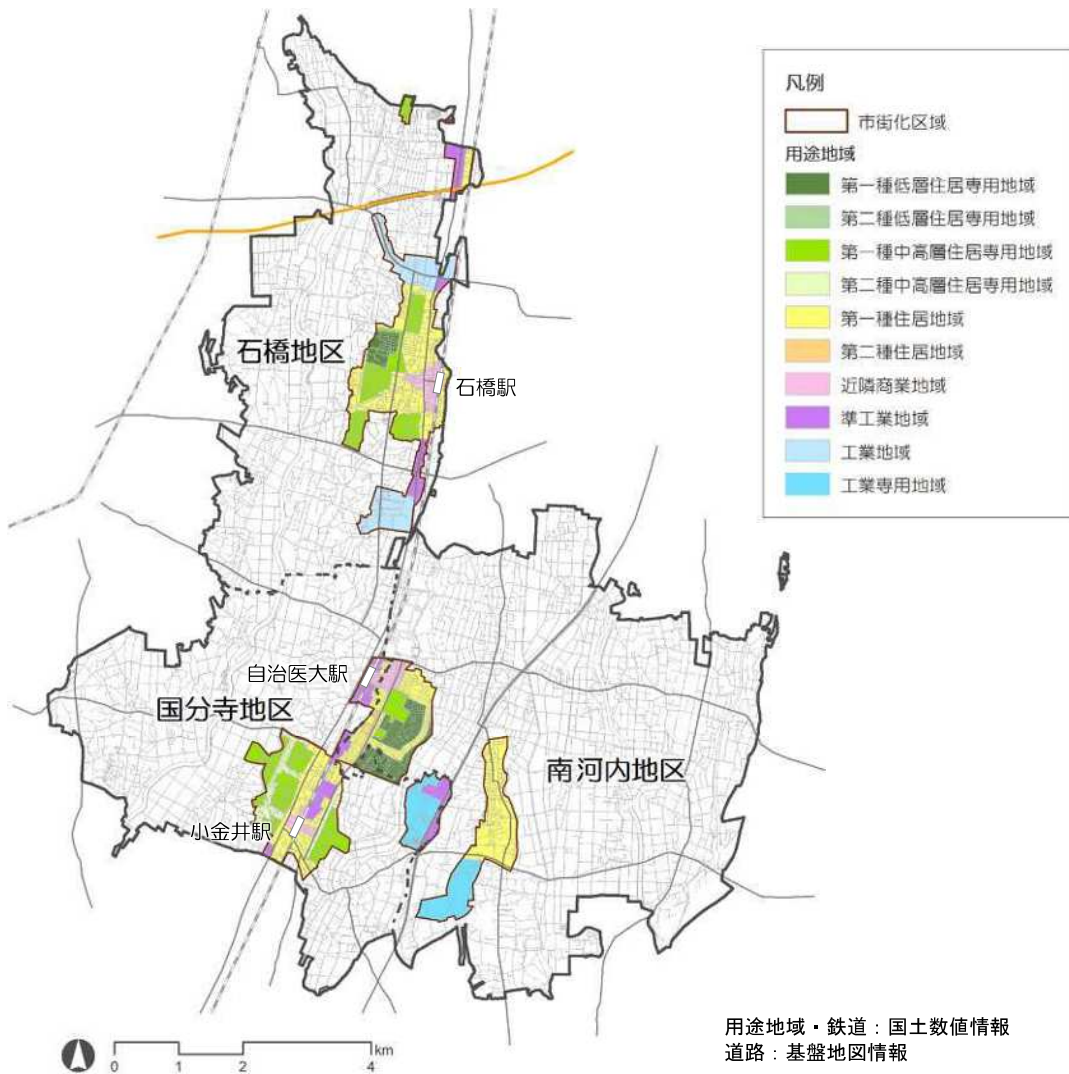 凡例
市街化区域
用途地域
第一種低層住居専用地域
第二種低層住居専用地域
第一種中高層住居専用地域
第二種中高層住居専用地域
第一種住居地域
第二種住居地域
近隣商業地域
準工業地域
工業地域
工業専用地域
石橋地区
石橋駅
自治医大駅
国分寺地区
南河内地区
小金井駅
km
0 1 2 4
用途地域・鉄道：国土数値情報
道路：基盤地図情報